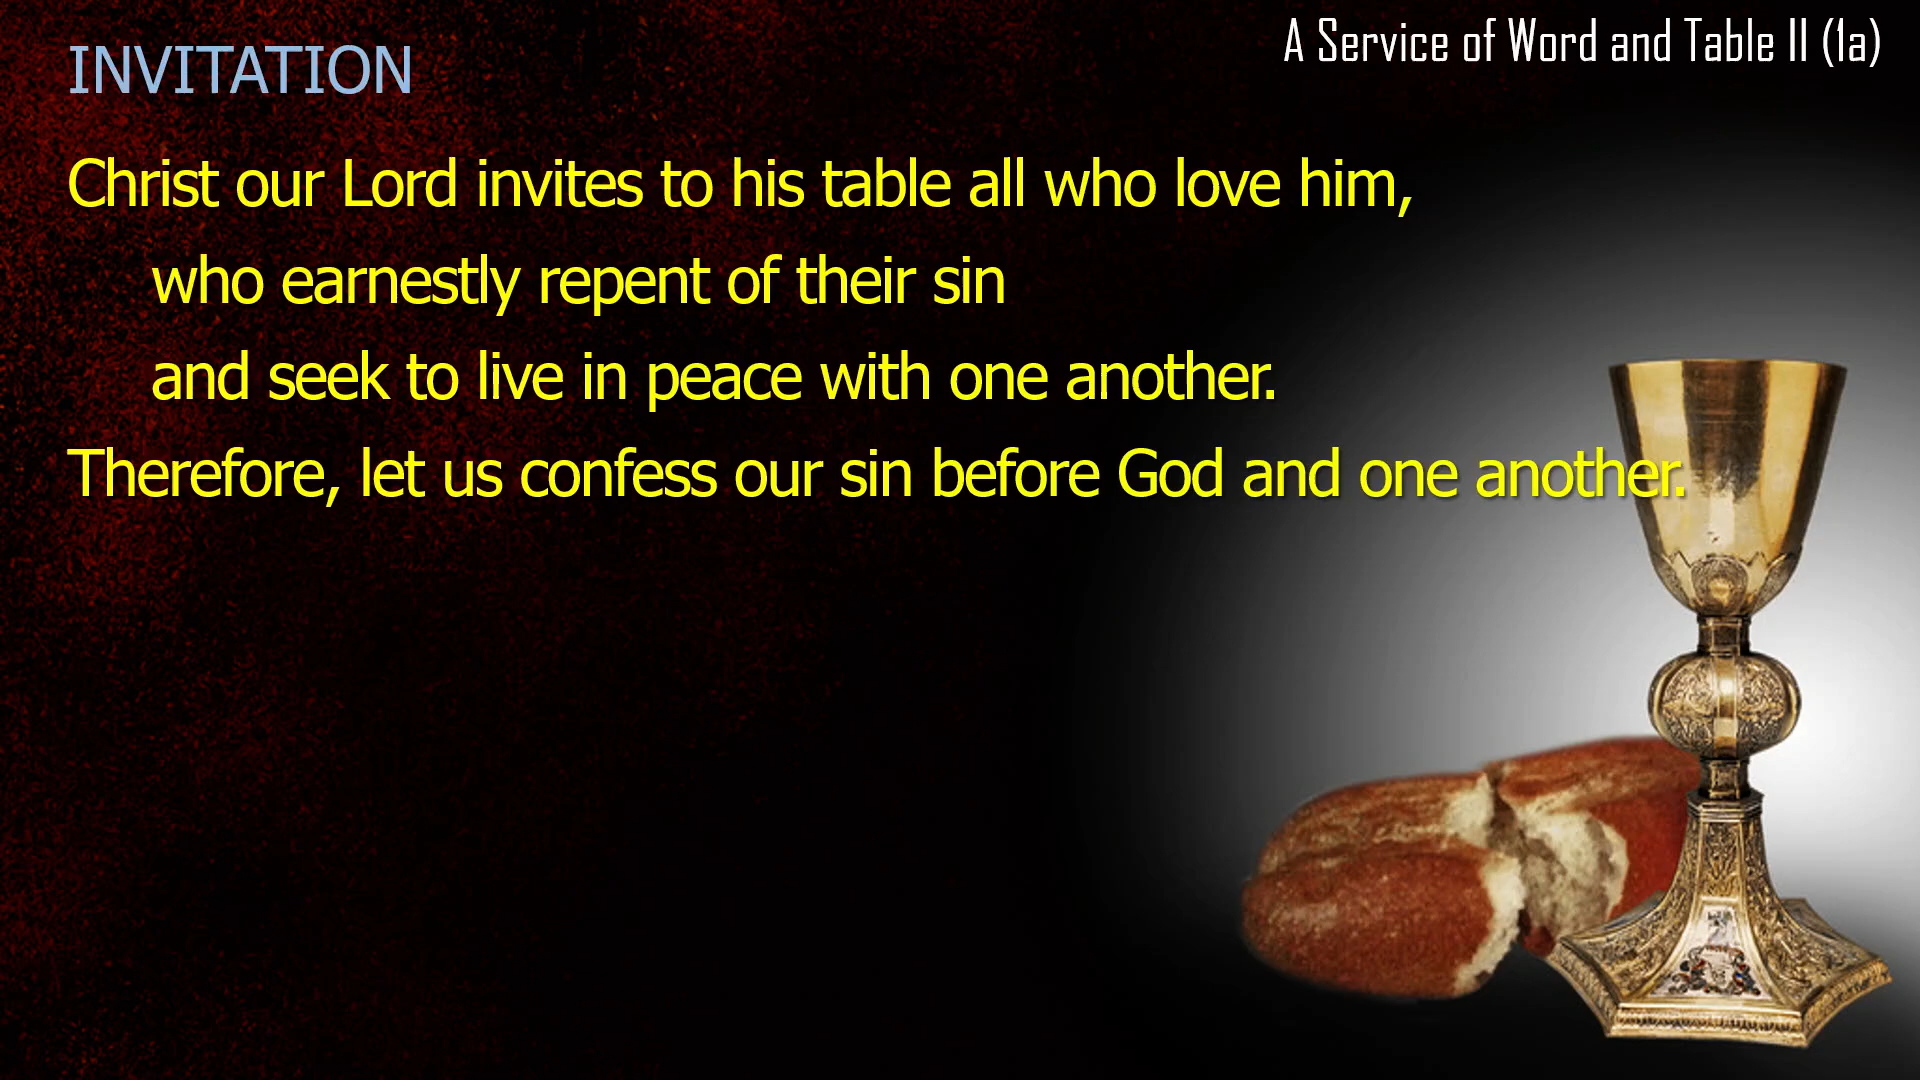 A Service of Word and Table II (1a)
INVITATION
Christ our Lord invites to his table all who love him,
who earnestly repent of their sin
and seek to live in peace with one another.
Therefore, let us confess our sin before God and one another.